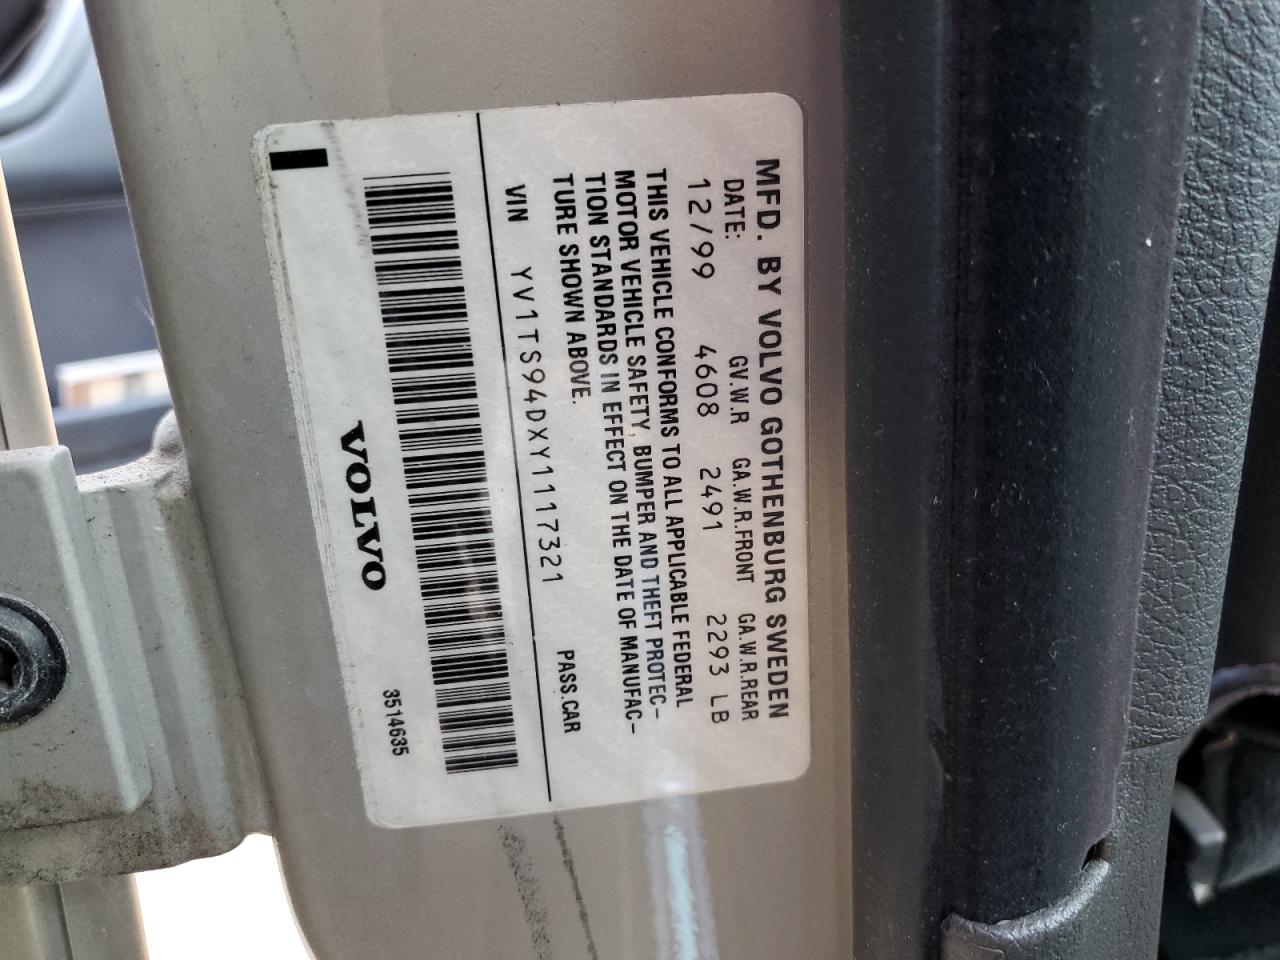 MFD. BY VOLVO GOTHENBURG SWEDEN
DATE: GV.W.R GA.W.R.FRONT GA.W.R.REAR
12/99 4608 2491 2293 LB
THIS VEHICLE CONFORMS TO ALL APPLICABLE FEDERAL
MOTOR VEHICLE SAFETY, BUMPER AND THEFT PROTEC-
TION STANDARDS IN EFFECT ON THE DATE OF MANUFAC-
TURE SHOWN ABOVE.
VIN YV1TS94DXY1117321 PASS.CAR
VOLVO
3514635